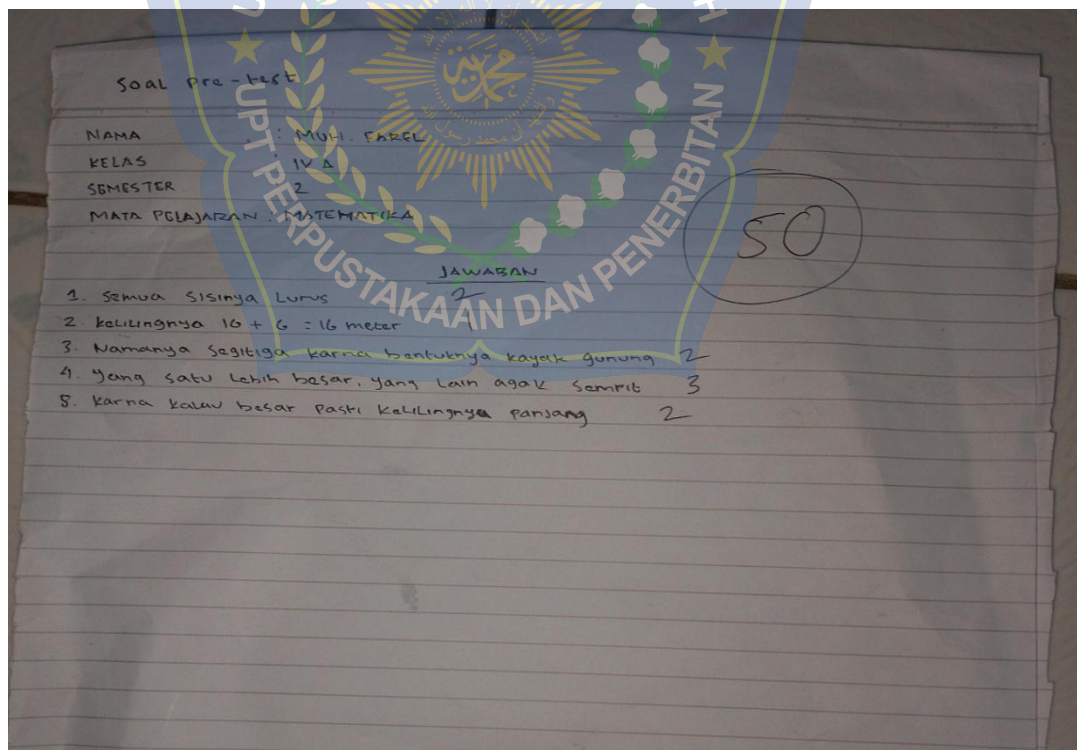 Soal pre-test
NAMA : MUH. FAREL
KELAS : IV A
SEMESTER 2
MATA PELAJARAN : MATEMATIKA
50
JAWABAN
1. Semua sisinya Lurus 2
2. kelilingnya 10 + 6 = 16 meter 1
3. Namanya segitiga karna bentuknya kayak gunung 2
4. yang satu lebih besar, yang lain agak sempit 3
5. karna kalau besar pasti kelilingnya panjang 2
UPT PERPUSTAKAAN DAN PENERBITAN